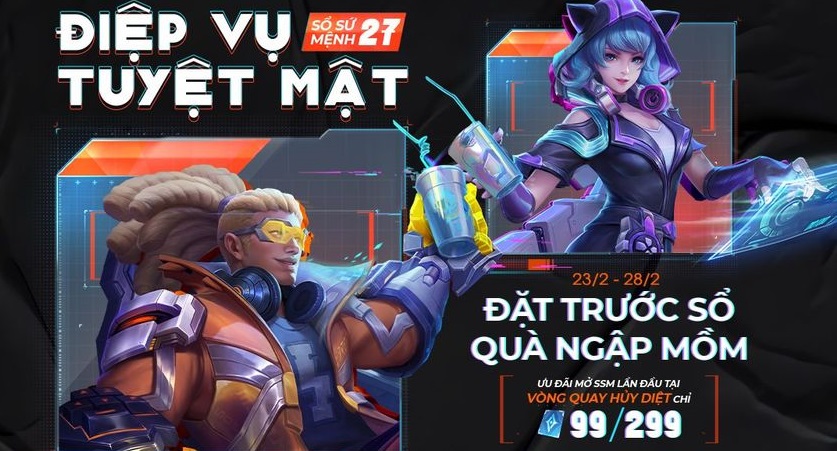 ĐIỆP VỤ
SỔ SỨ
MỆNH 27
TUYỆT MẬT
23/2 - 28/2
ĐẶT TRƯỚC SỔ
QUÀ NGẬP MỒM
ƯU ĐÃI MỞ SSM LẦN ĐẦU TẠI
VÒNG QUAY HỦY DIỆT CHỈ
99/299